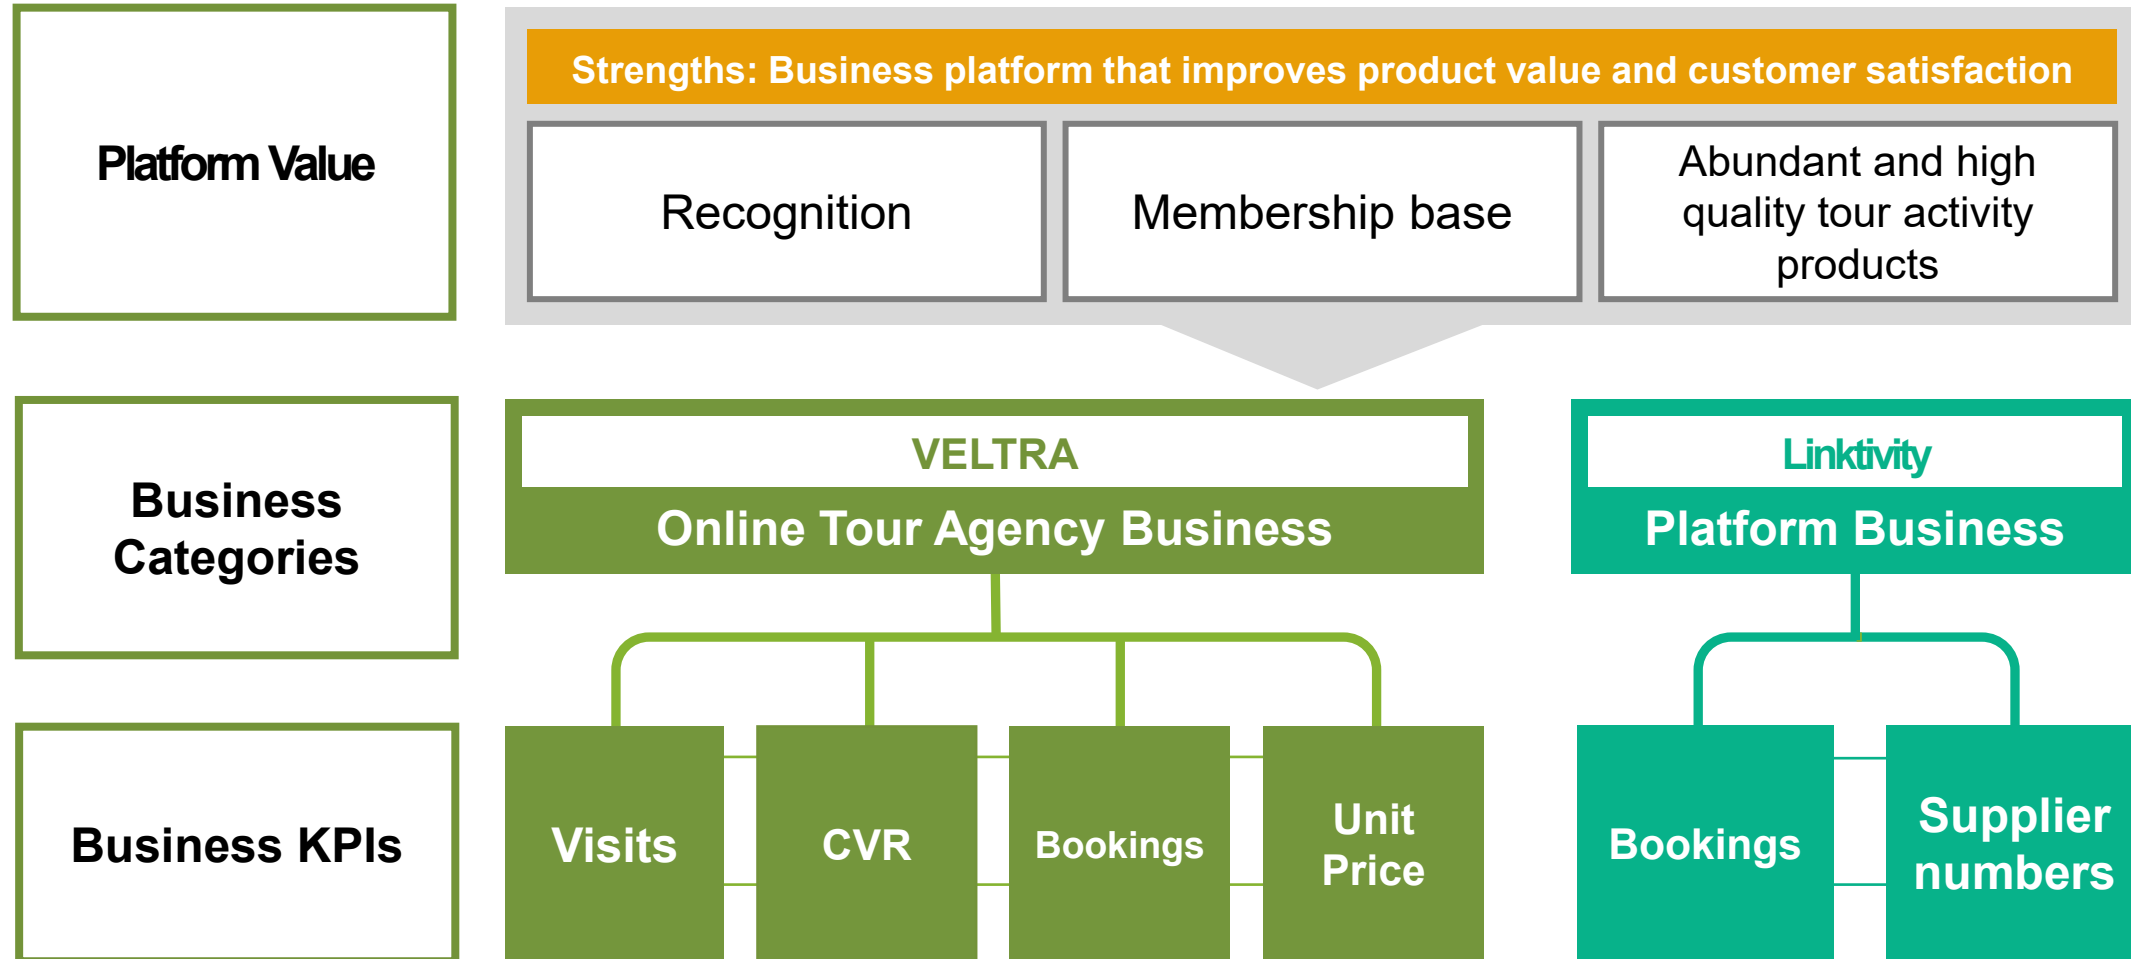 Platform Value
Strengths: Business platform that improves product value and customer satisfaction
Recognition
Membership base
Abundant and high
quality tour activity
products
Business
Categories
VELTRA
Online Tour Agency Business
Linktivity
Platform Business
Business KPIs
Visits
CVR
Bookings
Unit
Price
Bookings
Supplier
numbers